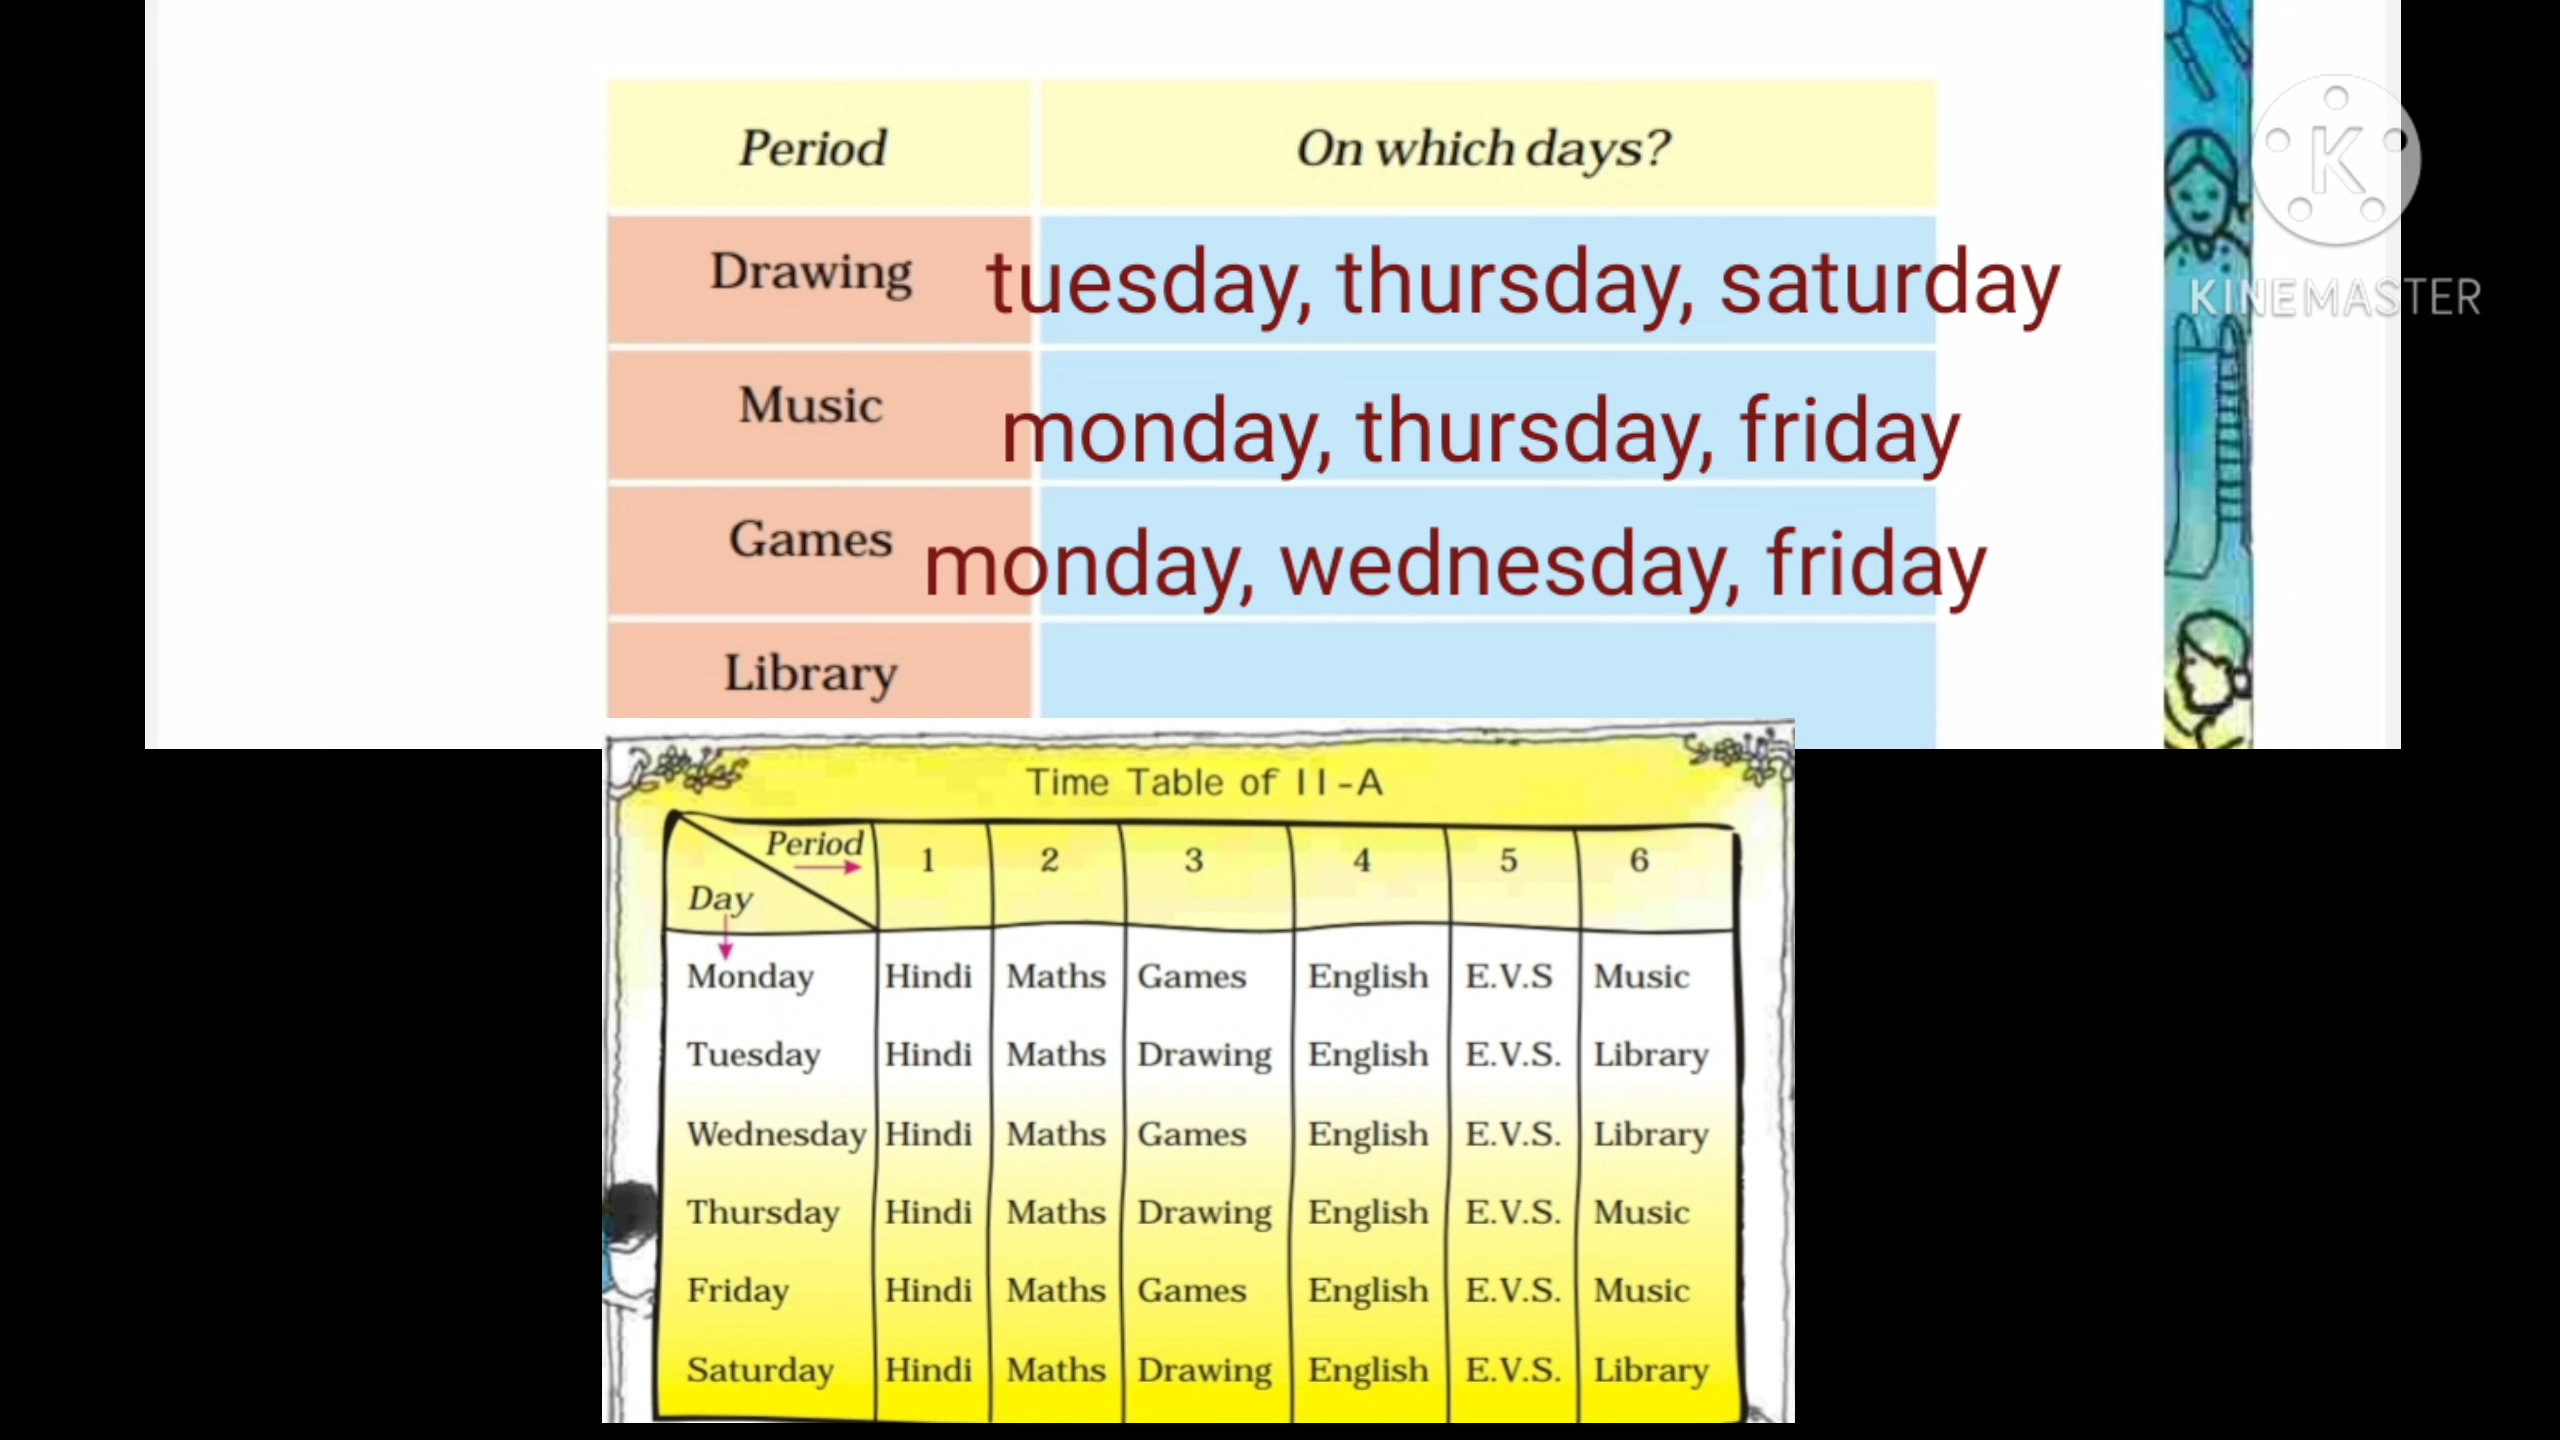 Period On which days?
Drawing tuesday, thursday, saturday
Music monday, thursday, friday
Games monday, wednesday, friday
Library
K
KINEMASTER
Time Table of II-A
Period 1 2 3 4 5 6
Day
Monday Hindi Maths Games English E.V.S Music
Tuesday Hindi Maths Drawing English E.V.S. Library
Wednesday Hindi Maths Games English E.V.S. Library
Thursday Hindi Maths Drawing English E.V.S. Music
Friday Hindi Maths Games English E.V.S. Music
Saturday Hindi Maths Drawing English E.V.S. Library